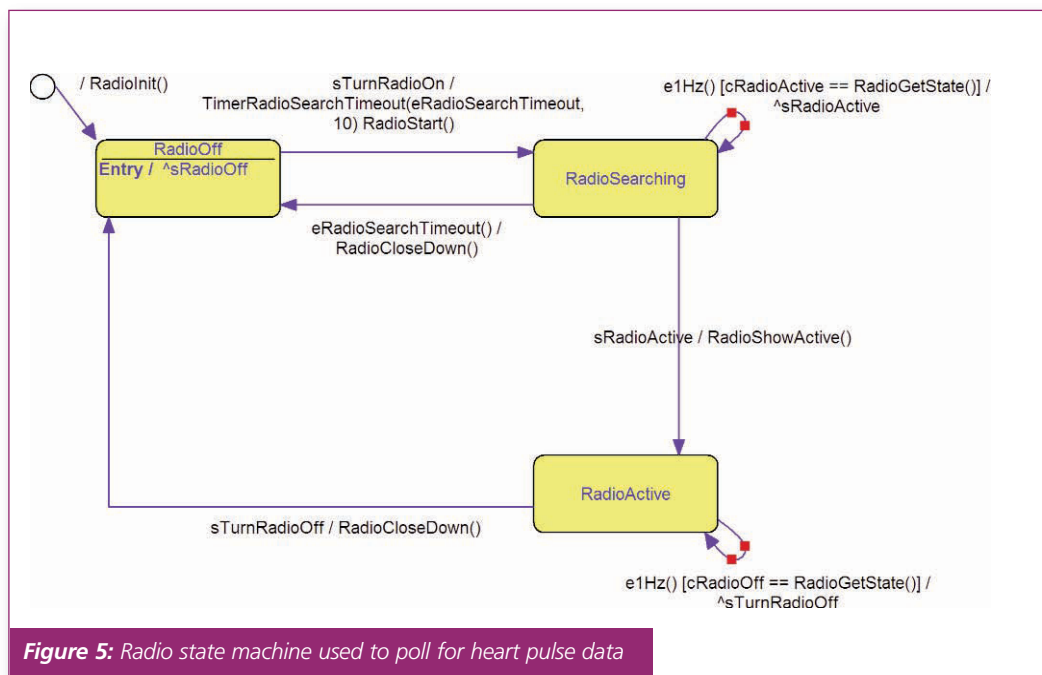 / RadioInit()
sTurnRadioOn /
TimerRadioSearchTimeout(eRadioSearchTimeout,
10) RadioStart()
e1Hz() [cRadioActive == RadioGetState()] /
^sRadioActive
RadioOff
Entry / ^sRadioOff
RadioSearching
eRadioSearchTimeout() /
RadioCloseDown()
sRadioActive / RadioShowActive()
RadioActive
sTurnRadioOff / RadioCloseDown()
e1Hz() [cRadioOff == RadioGetState()] /
^sTurnRadioOff
Figure 5: Radio state machine used to poll for heart pulse data